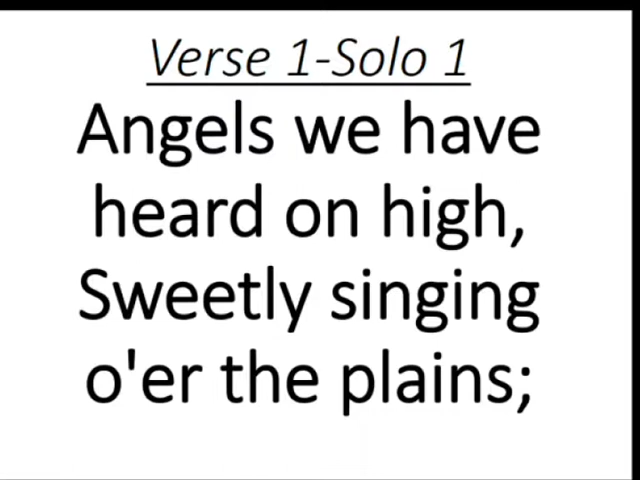 Verse 1-Solo 1
Angels we have
heard on high,
Sweetly singing
o'er the plains;